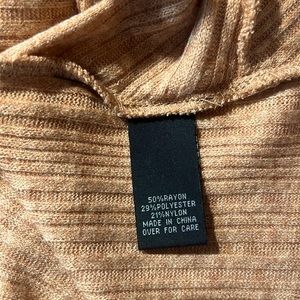 50%RAYON
29%POLYESTER
21%NYLON
MADE IN CHINA
OVER FOR CARE